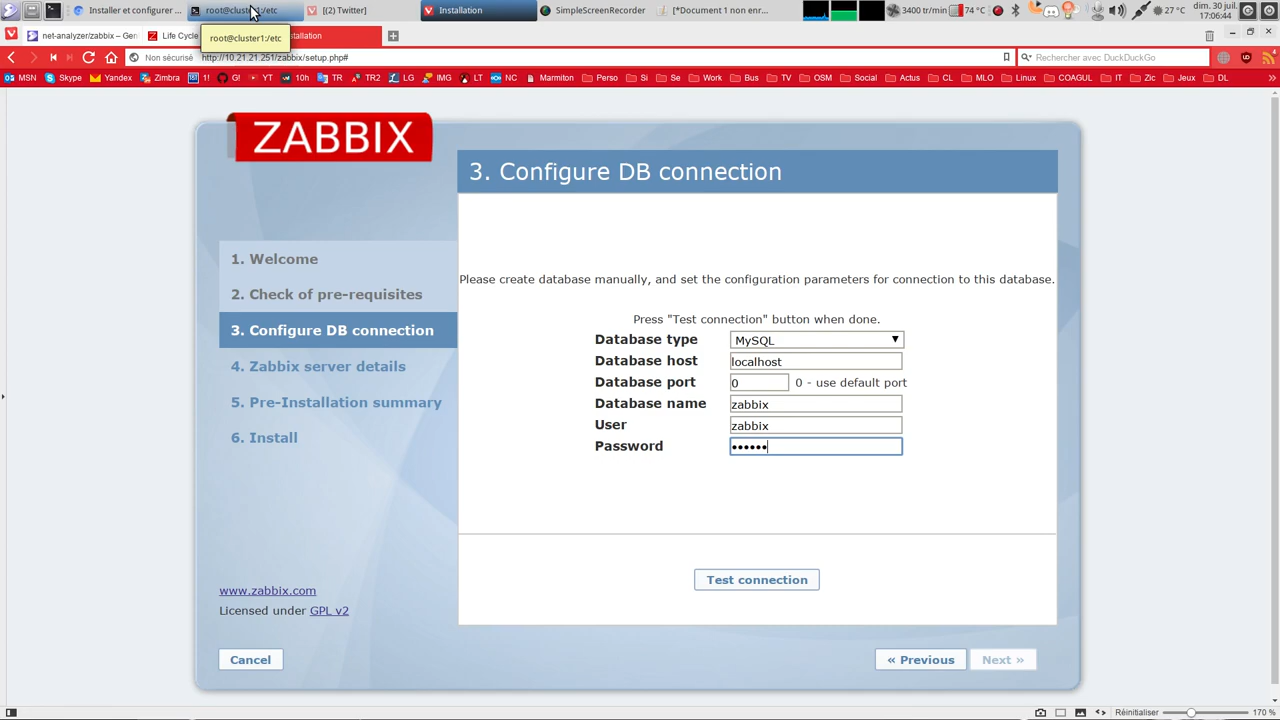 Installer et configurer ...
root@cluster1:/etc
[(2) Twitter]
Installation
SimpleScreenRecorder
[*Document 1 non enr...
3400 tr/min
74 °C
27 °C
dim. 30 juil.
17:06:44
net-analyzer/zabbix – Gen
Life Cycle
root@cluster1:/etc
stallation
Non sécurisé
http://10.21.21.251/zabbix/setup.php#
Rechercher avec DuckDuckGo
MSN
Skype
Yandex
Zimbra
1!
G!
YT
10h
TR
TR2
LG
IMG
LT
NC
Marmiton
Perso
Si
Se
Work
Bus
TV
OSM
Social
Actus
CL
MLO
Linux
COAGUL
IT
Zic
Jeux
DL
»
ZABBIX
3. Configure DB connection
1. Welcome
2. Check of pre-requisites
3. Configure DB connection
4. Zabbix server details
5. Pre-Installation summary
6. Install
Please create database manually, and set the configuration parameters for connection to this database.
Press "Test connection" button when done.
Database type MySQL
Database host localhost
Database port 0 0 - use default port
Database name zabbix
User zabbix
Password ••••••
Test connection
www.zabbix.com
Licensed under GPL v2
Cancel
« Previous
Next »
Réinitialiser
170 %